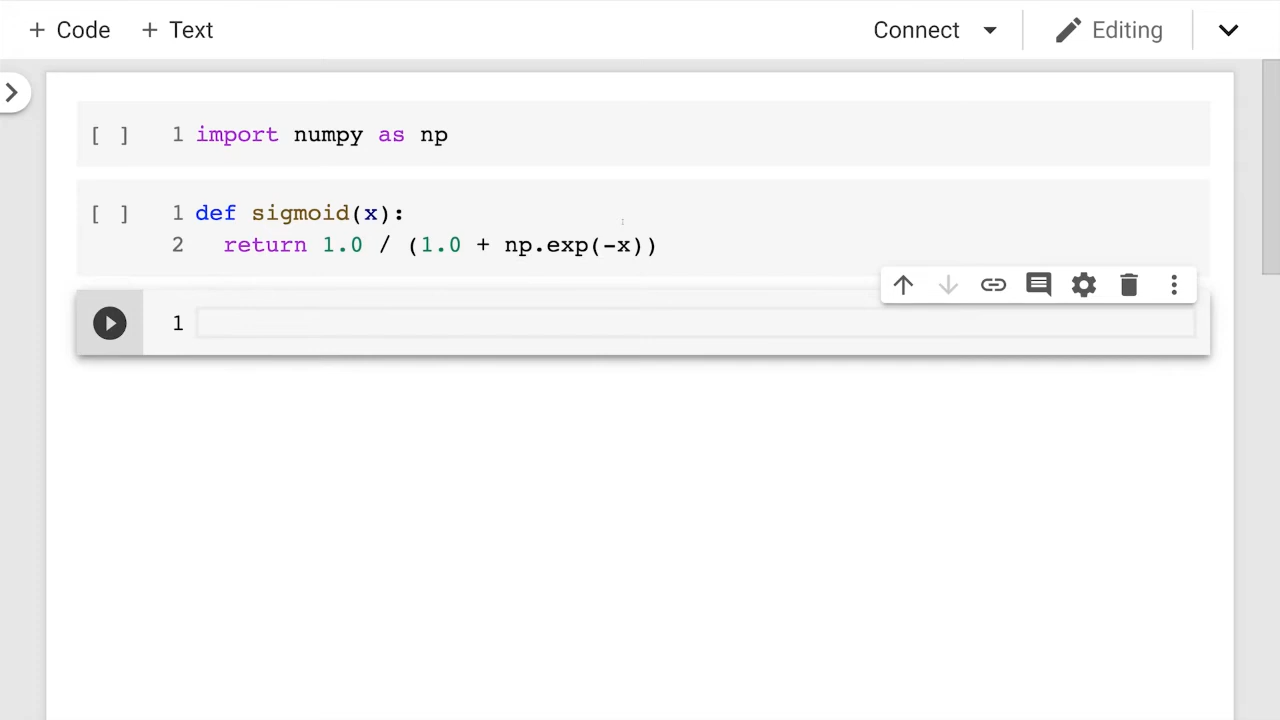 + Code + Text Connect Editing
[ ] 1 import numpy as np
[ ] 1 def sigmoid(x):
2 return 1.0 / (1.0 + np.exp(-x))
1